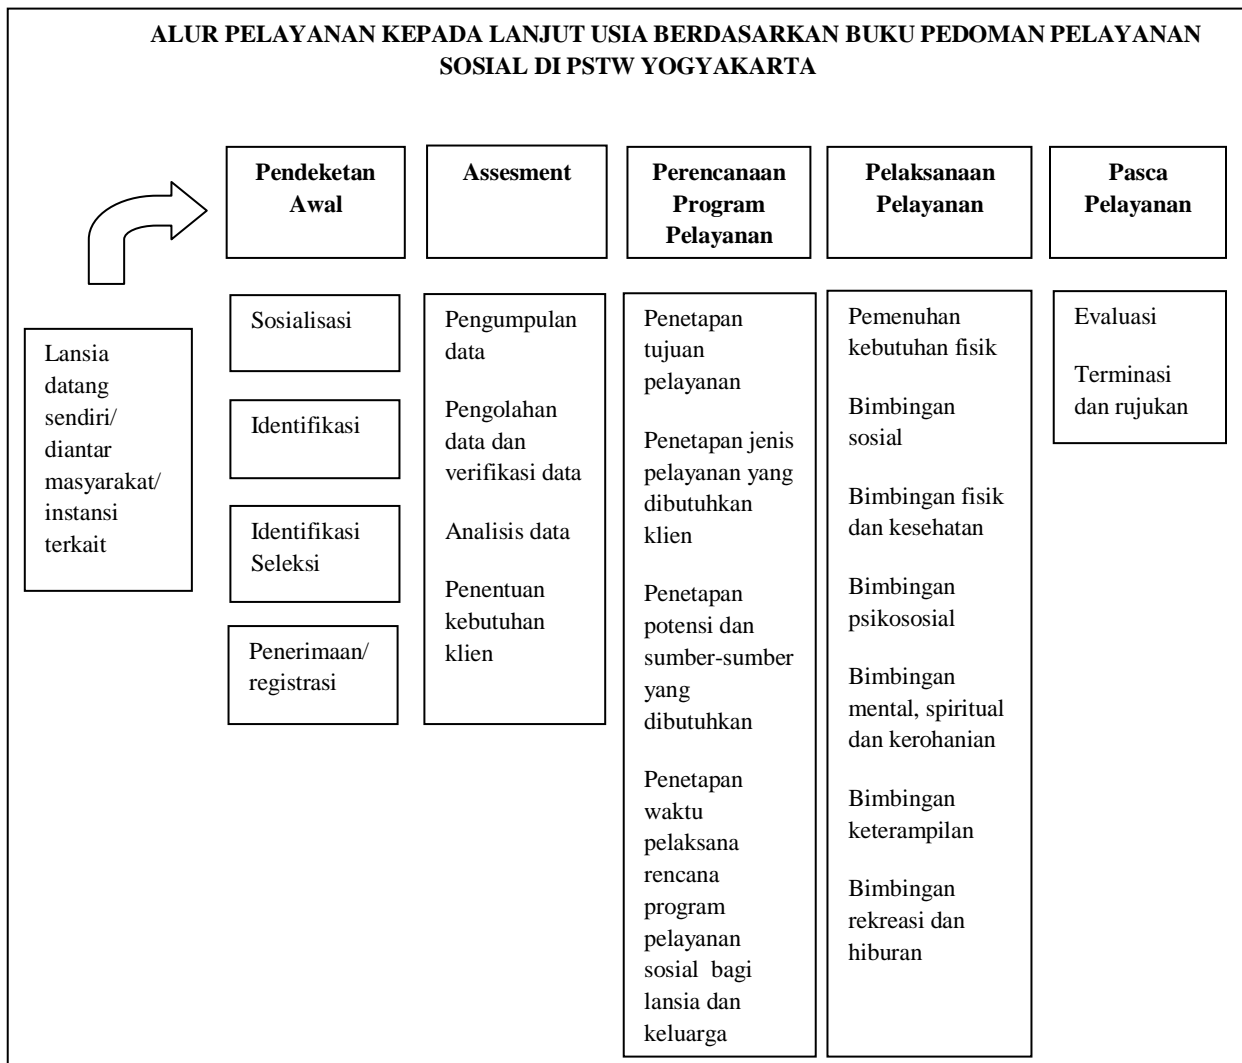 ALUR PELAYANAN KEPADA LANJUT USIA BERDASARKAN BUKU PEDOMAN PELAYANAN
SOSIAL DI PSTW YOGYAKARTA
Lansia
datang
sendiri/
diantar
masyarakat/
instansi
terkait
Pendeketan
Awal
Sosialisasi
Identifikasi
Identifikasi
Seleksi
Penerimaan/
registrasi
Assesment
Pengumpulan
data
Pengolahan
data dan
verifikasi data
Analisis data
Penentuan
kebutuhan
klien
Perencanaan
Program
Pelayanan
Penetapan
tujuan
pelayanan
Penetapan jenis
pelayanan yang
dibutuhkan
klien
Penetapan
potensi dan
sumber-sumber
yang
dibutuhkan
Penetapan
waktu
pelaksana
rencana
program
pelayanan
sosial bagi
lansia dan
keluarga
Pelaksanaan
Pelayanan
Pemenuhan
kebutuhan fisik
Bimbingan
sosial
Bimbingan fisik
dan kesehatan
Bimbingan
psikososial
Bimbingan
mental, spiritual
dan kerohanian
Bimbingan
keterampilan
Bimbingan
rekreasi dan
hiburan
Pasca
Pelayanan
Evaluasi
Terminasi
dan rujukan